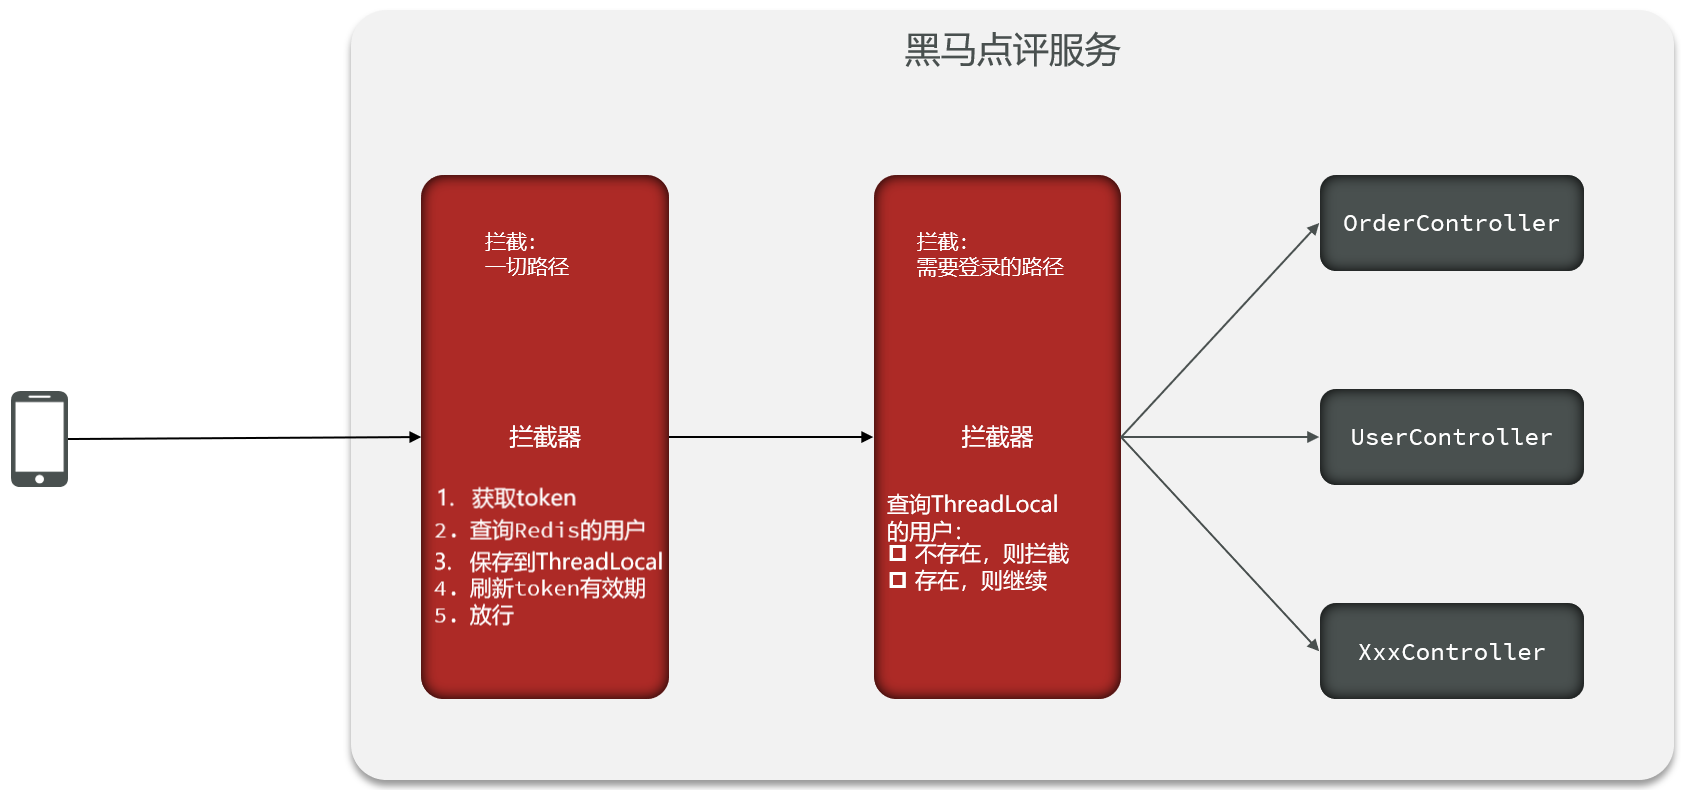 黑马点评服务
拦截：
一切路径
拦截器
1. 获取token
2. 查询Redis的用户
3. 保存到ThreadLocal
4. 刷新token有效期
5. 放行
拦截：
需要登录的路径
拦截器
查询ThreadLocal
的用户：
不存在，则拦截
存在，则继续
OrderController
UserController
XxxController